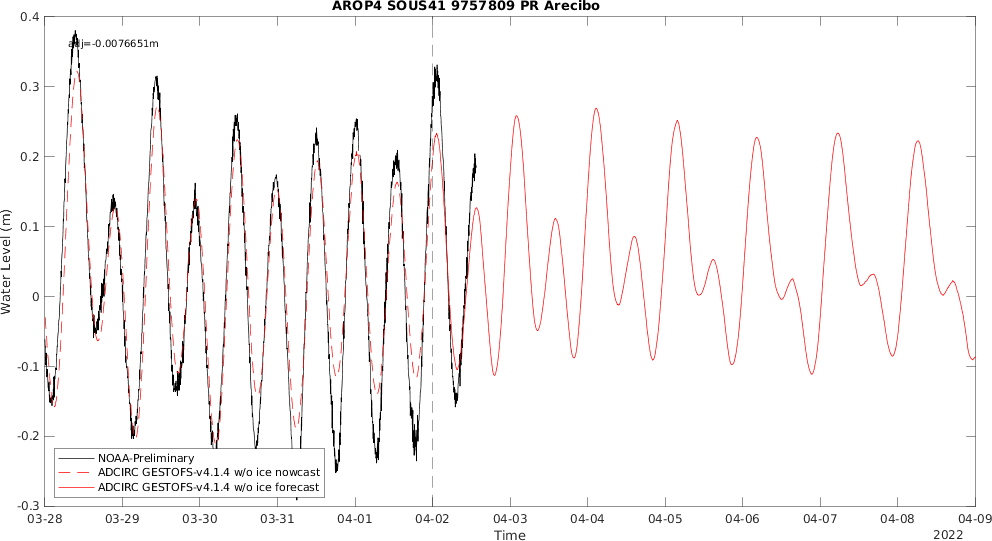 AROP4 SOUS41 9757809 PR Arecibo
adj=-0.0076651m
0.4
0.3
0.2
0.1
0
-0.1
-0.2
-0.3
Water Level (m)
NOAA-Preliminary
ADCIRC GESTOFS-v4.1.4 w/o ice nowcast
ADCIRC GESTOFS-v4.1.4 w/o ice forecast
03-28 03-29 03-30 03-31 04-01 04-02 04-03 04-04 04-05 04-06 04-07 04-08 04-09
Time
2022